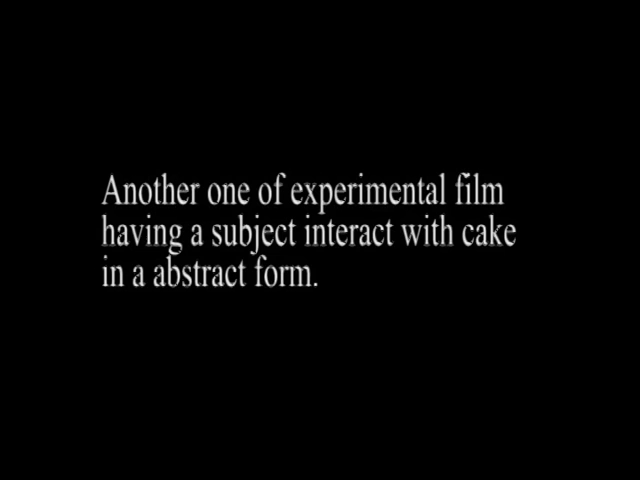 Another one of experimental film
having a subject interact with cake
in a abstract form.